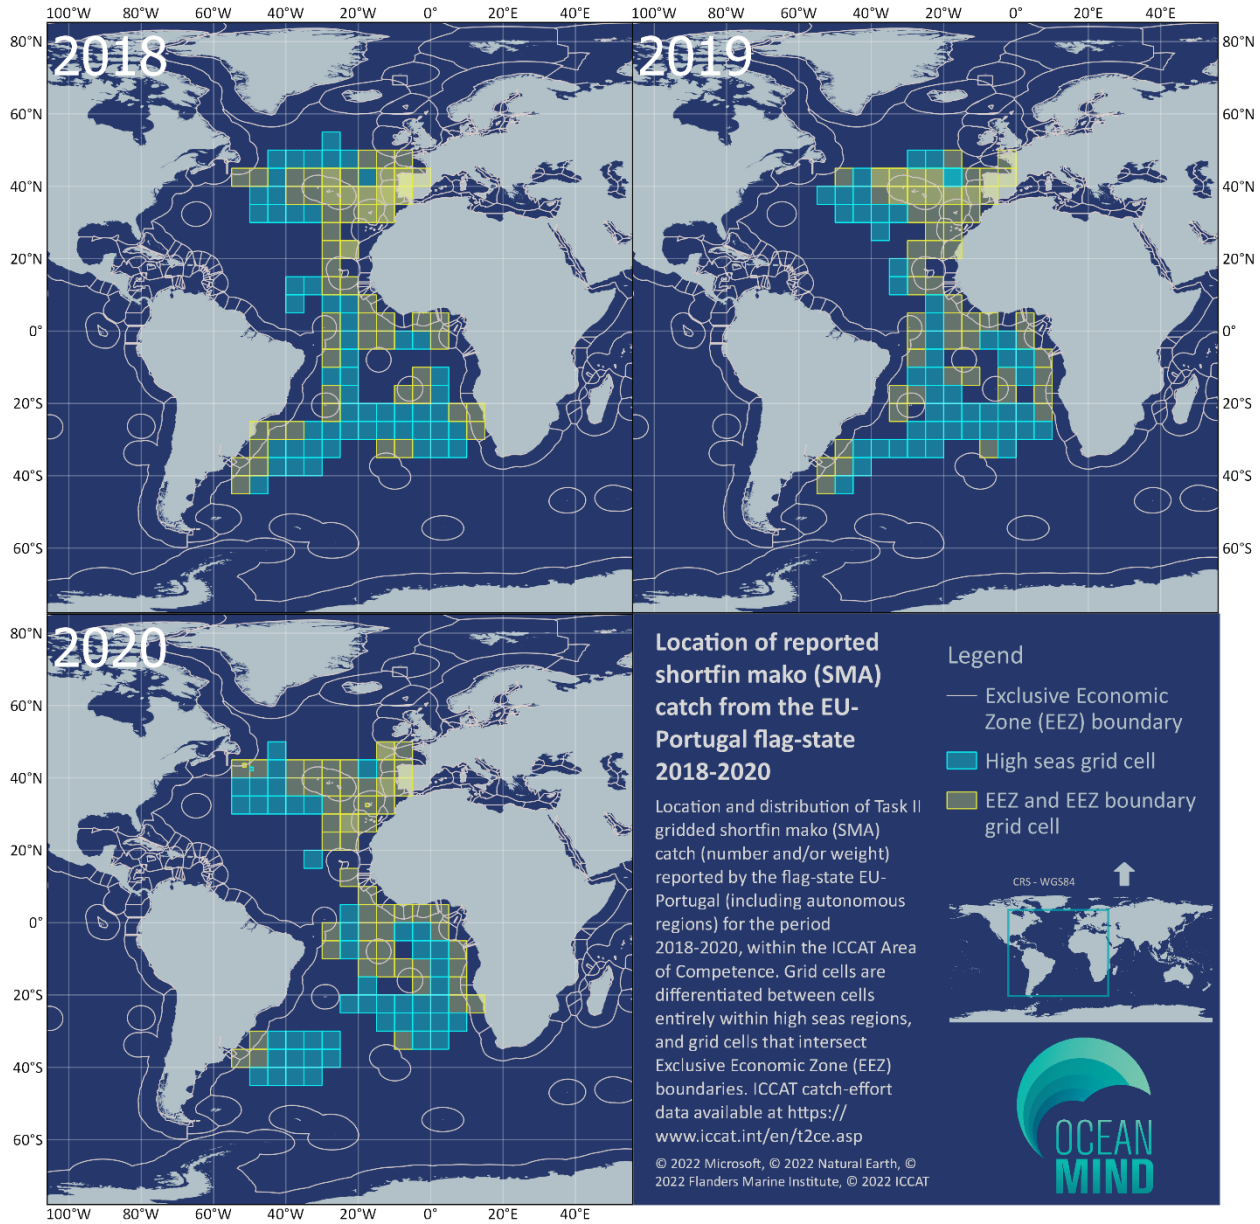 100°W 80°W 60°W 40°W 20°W 0°E 20°E 40°E
100°W 80°W 60°W 40°W 20°W 0°E 20°E 40°E
2018
2019
80°N
60°N
40°N
20°N
0°
20°S
40°S
60°S
80°N
60°N
40°N
20°N
0°
20°S
40°S
60°S
2020
80°N
60°N
40°N
20°N
0°
20°S
40°S
60°S
100°W 80°W 60°W 40°W 20°W 0°E 20°E 40°E
Location of reported
shortfin mako (SMA)
catch from the EU-
Portugal flag-state
2018-2020
Location and distribution of Task II
gridded shortfin mako (SMA)
catch (number and/or weight)
reported by the flag-state EU-
Portugal (including autonomous
regions) for the period
2018-2020, within the ICCAT Area
of Competence. Grid cells are
differentiated between cells
entirely within high seas regions,
and grid cells that intersect
Exclusive Economic Zone (EEZ)
boundaries. ICCAT catch-effort
data available at https://
www.iccat.int/en/t2ce.asp
© 2022 Microsoft, © 2022 Natural Earth, ©
2022 Flanders Marine Institute, © 2022 ICCAT
Legend
Exclusive Economic
Zone (EEZ) boundary
High seas grid cell
EEZ and EEZ boundary
grid cell
CRS - WGS84
OCEAN
MIND